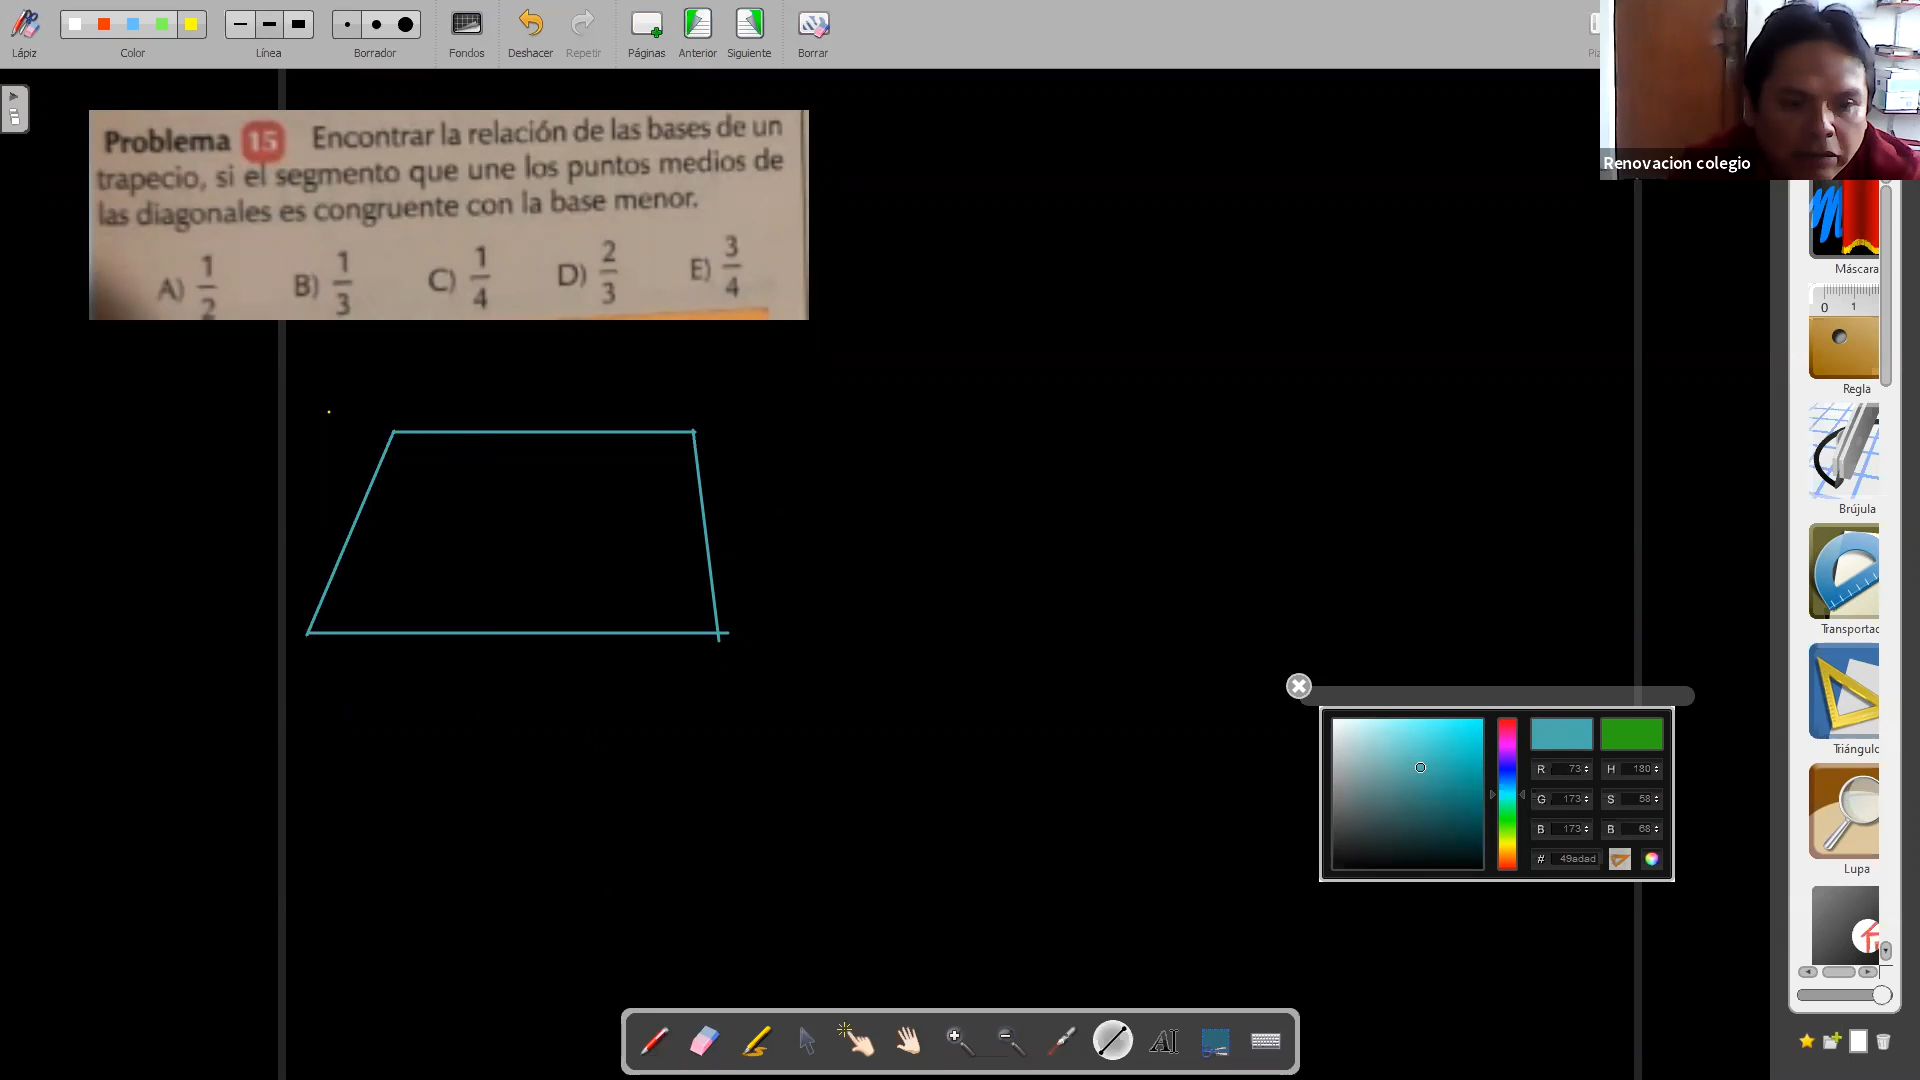 Lápiz
Color
Línea
Borrador
Fondos
Deshacer
Repetir
Páginas
Anterior
Siguiente
Borrar
Renovacion colegio
Problema 15 Encontrar la relación de las bases de un
trapecio, si el segmento que une los puntos medios de
las diagonales es congruente con la base menor.
A) 1/2 B) 1/3 C) 1/4 D) 2/3 E) 3/4
Máscara
0 1
Regla
Brújula
Transportad
Triángulo
Lupa
R 73 H 180
G 173 S 58
B 173 B 68
# 49adad